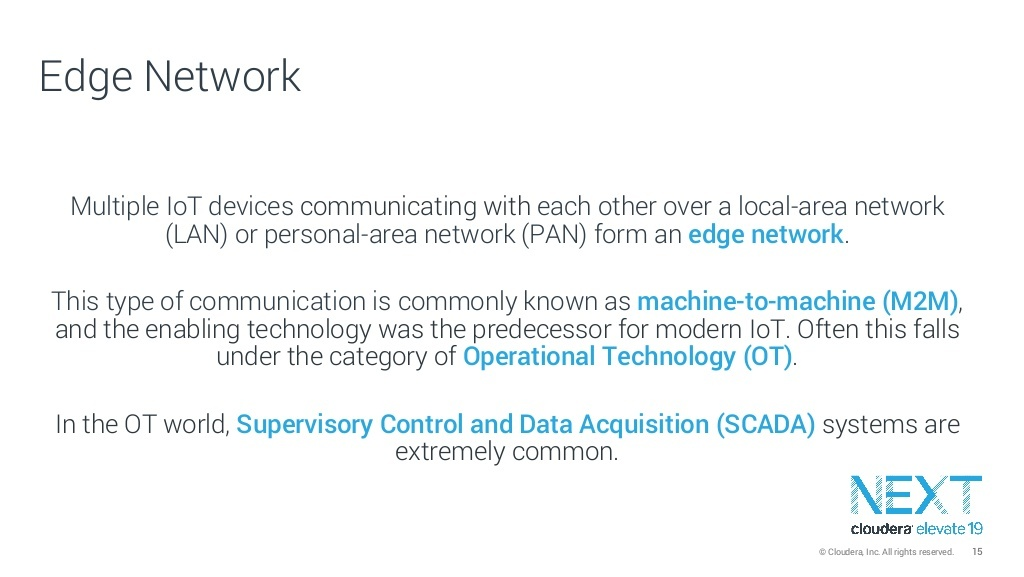 Edge Network
Multiple IoT devices communicating with each other over a local-area network
(LAN) or personal-area network (PAN) form an edge network.
This type of communication is commonly known as machine-to-machine (M2M),
and the enabling technology was the predecessor for modern IoT. Often this falls
under the category of Operational Technology (OT).
In the OT world, Supervisory Control and Data Acquisition (SCADA) systems are
extremely common.
NEXT
cloudera elevate 19
© Cloudera, Inc. All rights reserved. 15